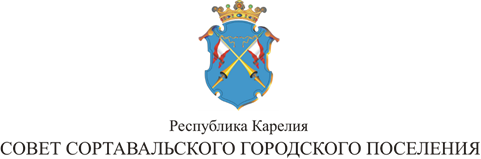 Республика Карелия
СОВЕТ СОРТАВАЛЬСКОГО ГОРОДСКОГО ПОСЕЛЕНИЯ